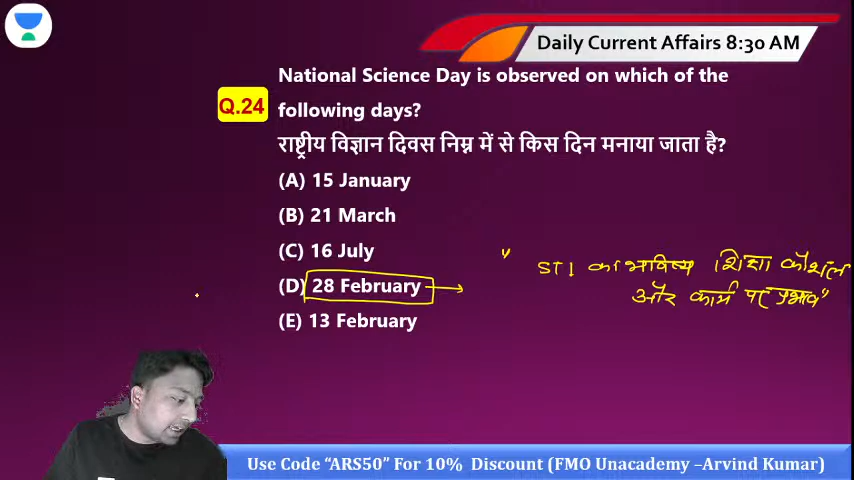 Daily Current Affairs 8:30 AM
National Science Day is observed on which of the
Q.24
following days?
राष्ट्रीय विज्ञान दिवस निम्न में से किस दिन मनाया जाता है?
(A) 15 January
(B) 21 March
(C) 16 July
(D) 28 February
(E) 13 February
" STI का भाविष्य शिक्षा कौशल
और कार्य पर प्रभाव"
Use Code “ARS50” For 10% Discount (FMO Unacademy –Arvind Kumar)